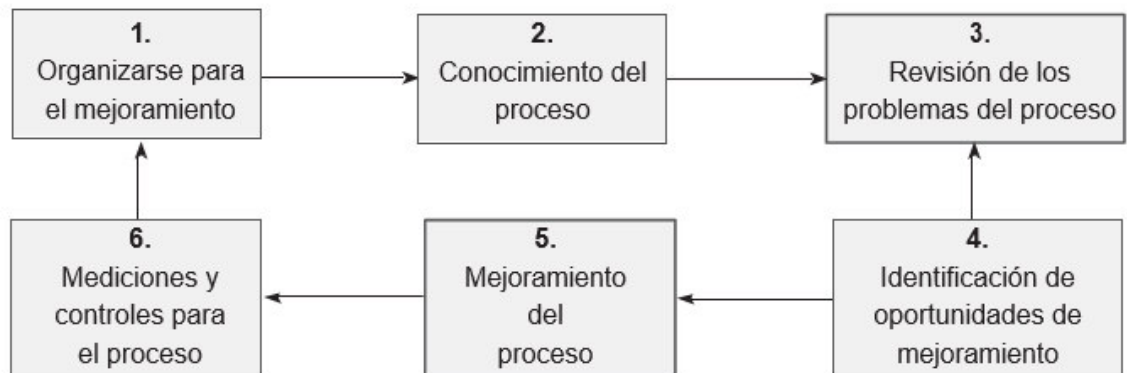 1.
Organizarse para
el mejoramiento
2.
Conocimiento del
proceso
3.
Revisión de los
problemas del proceso
6.
Mediciones y
controles para
el proceso
5.
Mejoramiento
del
proceso
4.
Identificación de
oportunidades de
mejoramiento